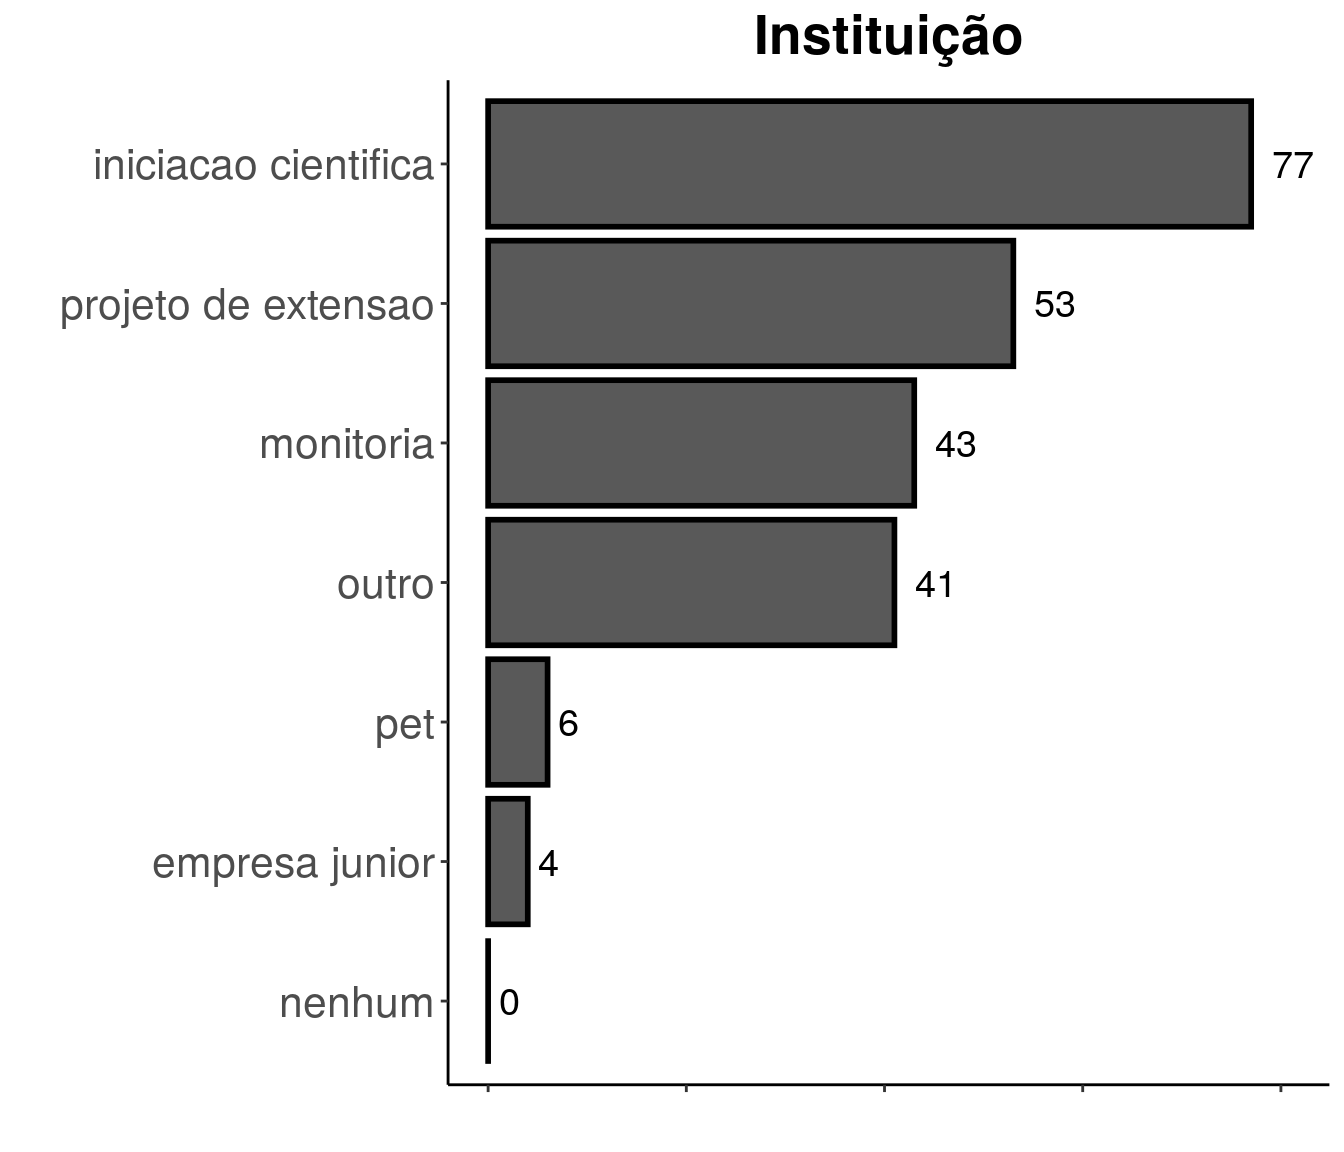 Instituição
iniciacao cientifica 77
projeto de extensao 53
monitoria 43
outro 41
pet 6
empresa junior 4
nenhum 0